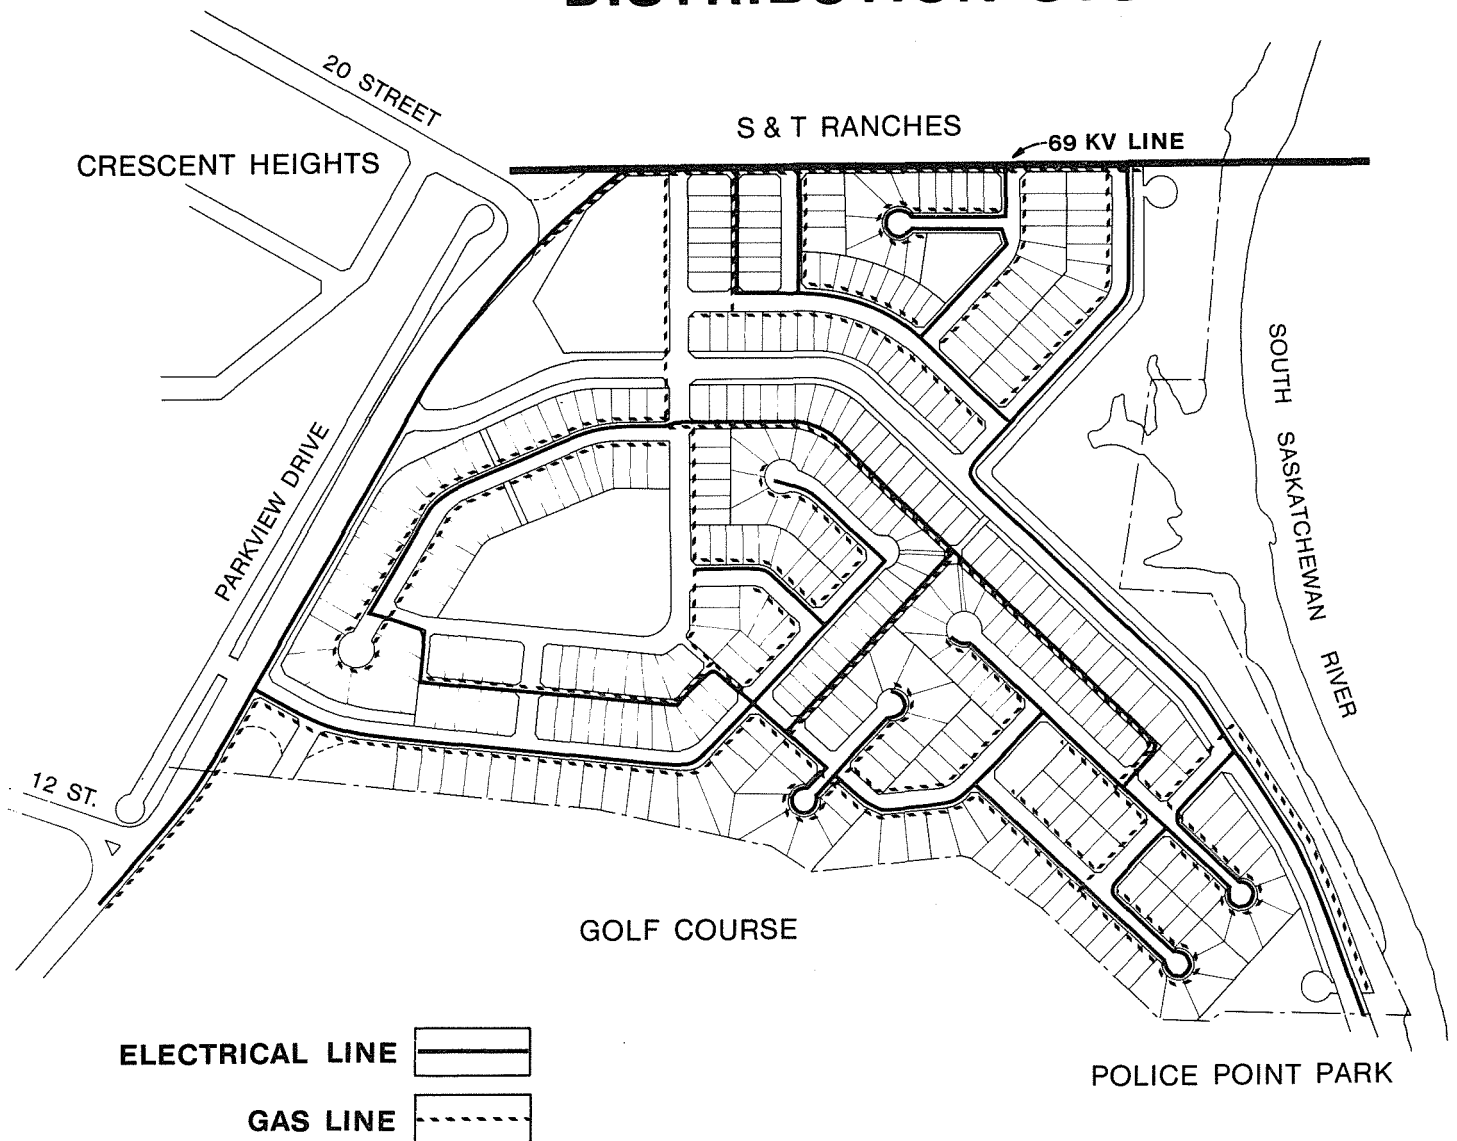 20 STREET
S & T RANCHES
69 KV LINE
CRESCENT HEIGHTS
SOUTH SASKATCHEWAN RIVER
PARKVIEW DRIVE
12 ST.
GOLF COURSE
ELECTRICAL LINE
POLICE POINT PARK
GAS LINE